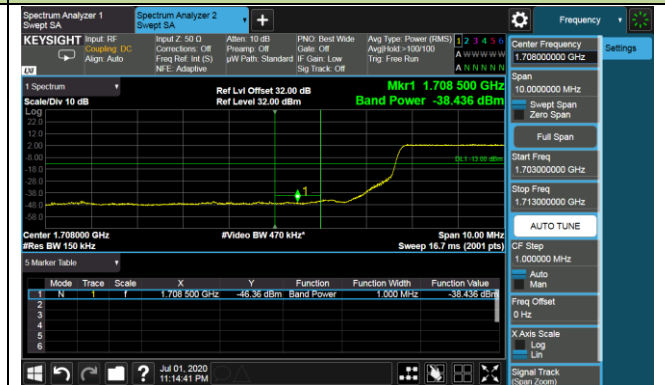 Spectrum Analyzer 1
Swept SA
Spectrum Analyzer 2
Swept SA
+
Frequency
KEYSIGHT
Input: RF
Coupling: DC
Align: Auto
Input Z: 50 Ω
Corrections: Off
Freq Ref: Int (S)
NFE: Adaptive
Atten: 10 dB
Preamp: Off
µW Path: Standard
PNO: Best Wide
Gate: Off
IF Gain: Low
Sig Track: Off
Avg Type: Power (RMS)
Avg|Hold:>100/100
Trig: Free Run
1 2 3 4 5 6
A W W W W W
A N N N N N
LXI
Center Frequency
1.708000000 GHz
Settings
Span
10.0000000 MHz
Swept Span
Zero Span
Full Span
Start Freq
1.703000000 GHz
Stop Freq
1.713000000 GHz
AUTO TUNE
CF Step
1.000000 MHz
Auto
Man
Freq Offset
0 Hz
X Axis Scale
Log
Lin
Signal Track
(Span Zoom)
1 Spectrum
Scale/Div 10 dB
Log
Ref Lvl Offset 32.00 dB
Ref Level 32.00 dBm
Mkr1 1.708 500 GHz
Band Power -38.436 dBm
22.0
12.0
2.00
-8.00
-18.0
-28.0
-38.0
-48.0
-58.0
DL1 -13.00 dBm
1
Center 1.708000 GHz
#Res BW 150 kHz
#Video BW 470 kHz*
Span 10.00 MHz
Sweep 16.7 ms (2001 pts)
5 Marker Table
Mode Trace Scale X Y Function Function Width Function Value
1 N 1 f 1.708 500 GHz -46.36 dBm Band Power 1.000 MHz -38.436 dBm
2
3
4
5
6
?
Jul 01, 2020
11:14:41 PM